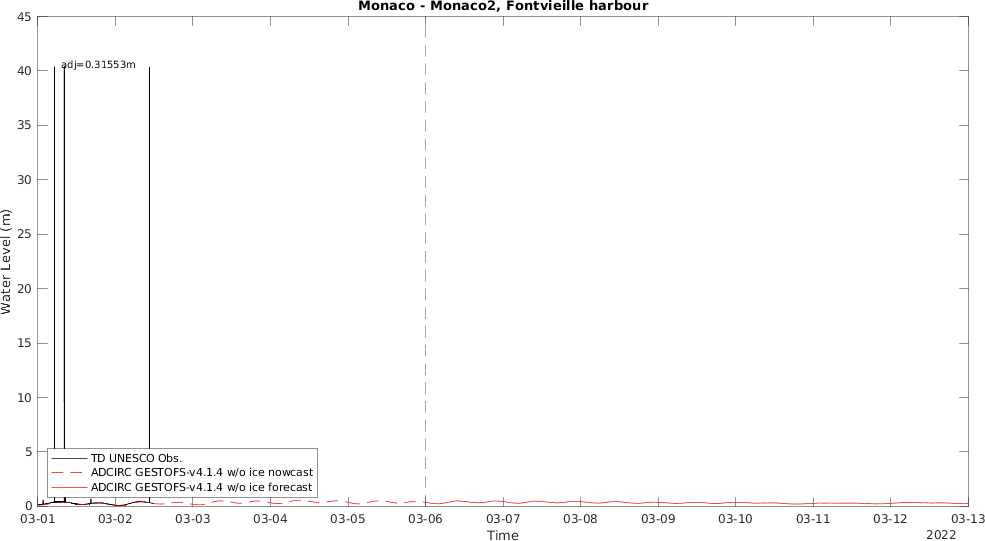 Monaco - Monaco2, Fontvieille harbour
45
40
35
30
25
20
15
10
5
0
Water Level (m)
adj=0.31553m
TD UNESCO Obs.
ADCIRC GESTOFS-v4.1.4 w/o ice nowcast
ADCIRC GESTOFS-v4.1.4 w/o ice forecast
03-01 03-02 03-03 03-04 03-05 03-06 03-07 03-08 03-09 03-10 03-11 03-12 03-13
Time
2022